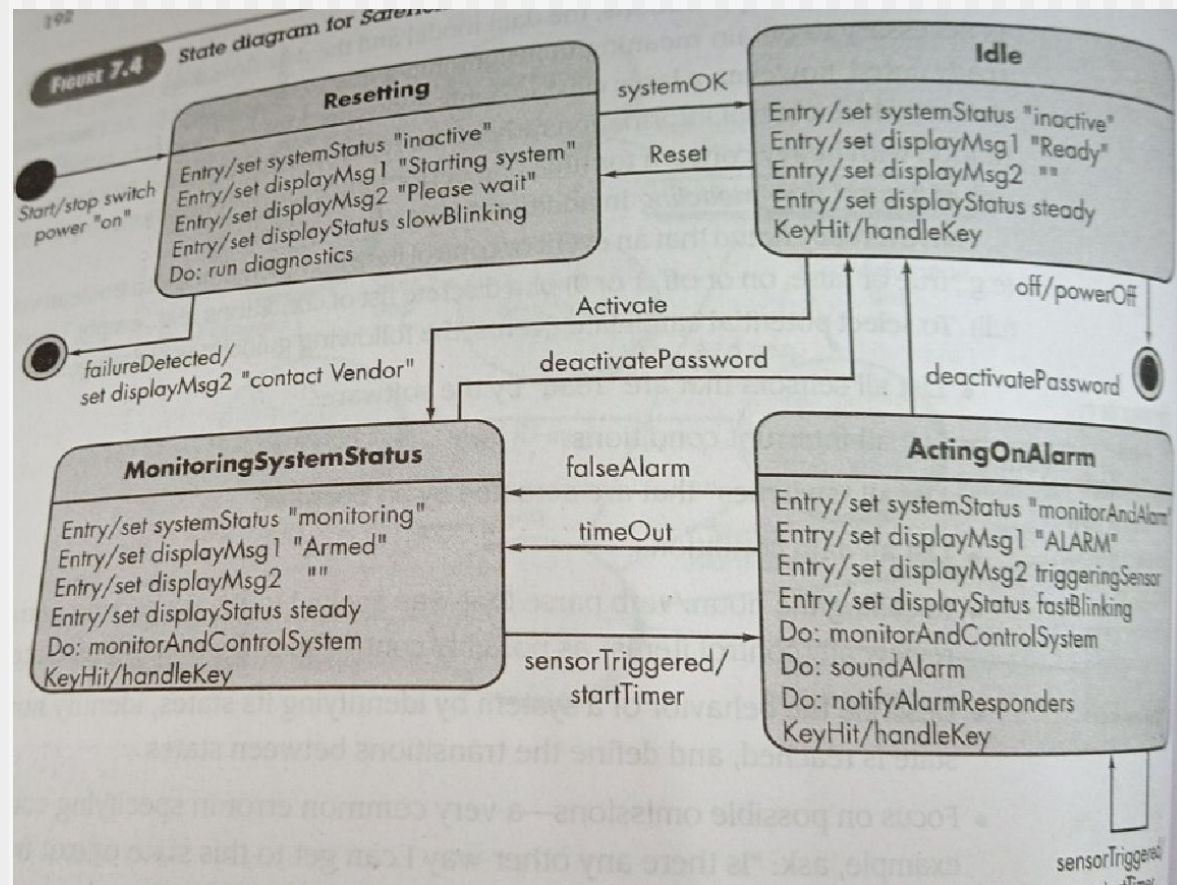 192
FIGURE 7.4
State diagram for
Resetting
Entry/set systemStatus "inactive"
Entry/set displayMsg1 "Starting system"
Entry/set displayMsg2 "Please wait"
Entry/set displayStatus slowBlinking
Do: run diagnostics
Start/stop switch
power "on"
systemOK
Reset
Idle
Entry/set systemStatus "inactive"
Entry/set displayMsg1 "Ready"
Entry/set displayMsg2 ""
Entry/set displayStatus steady
KeyHit/handleKey
off/powerOff
failureDetected/
set displayMsg2 "contact Vendor"
Activate
deactivatePassword
deactivatePassword
MonitoringSystemStatus
Entry/set systemStatus "monitoring"
Entry/set displayMsg1 "Armed"
Entry/set displayMsg2 ""
Entry/set displayStatus steady
Do: monitorAndControlSystem
KeyHit/handleKey
falseAlarm
timeOut
sensorTriggered/
startTimer
ActingOnAlarm
Entry/set systemStatus "monitorAndAlarm"
Entry/set displayMsg1 "ALARM"
Entry/set displayMsg2 triggeringSensor
Entry/set displayStatus fastBlinking
Do: monitorAndControlSystem
Do: soundAlarm
Do: notifyAlarmResponders
KeyHit/handleKey
sensorTriggered/